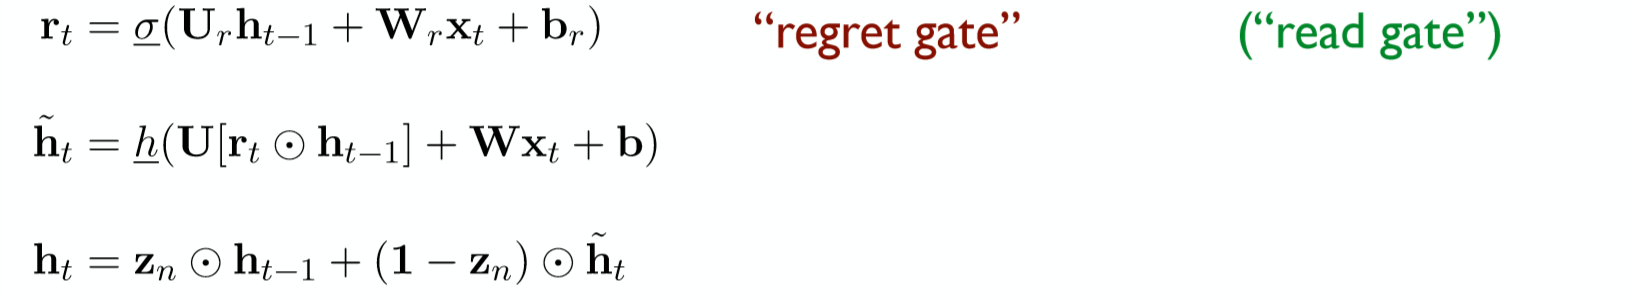 r_t = σ(U_r h_{t−1} + W_r x_t + b_r) “regret gate” (“read gate”)
h̃_t = h(U[r_t ⊙ h_{t−1}] + Wx_t + b)
h_t = z_n ⊙ h_{t−1} + (1 − z_n) ⊙ h̃_t